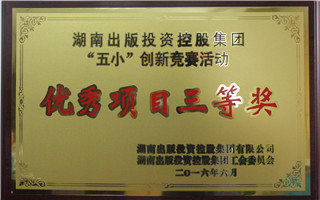 湖南出版投资控股集团
“五小”创新竞赛活动
优秀项目三等奖
湖南出版投资控股集团有限公司
湖南出版投资控股集团工会委员会
二〇一六年六月